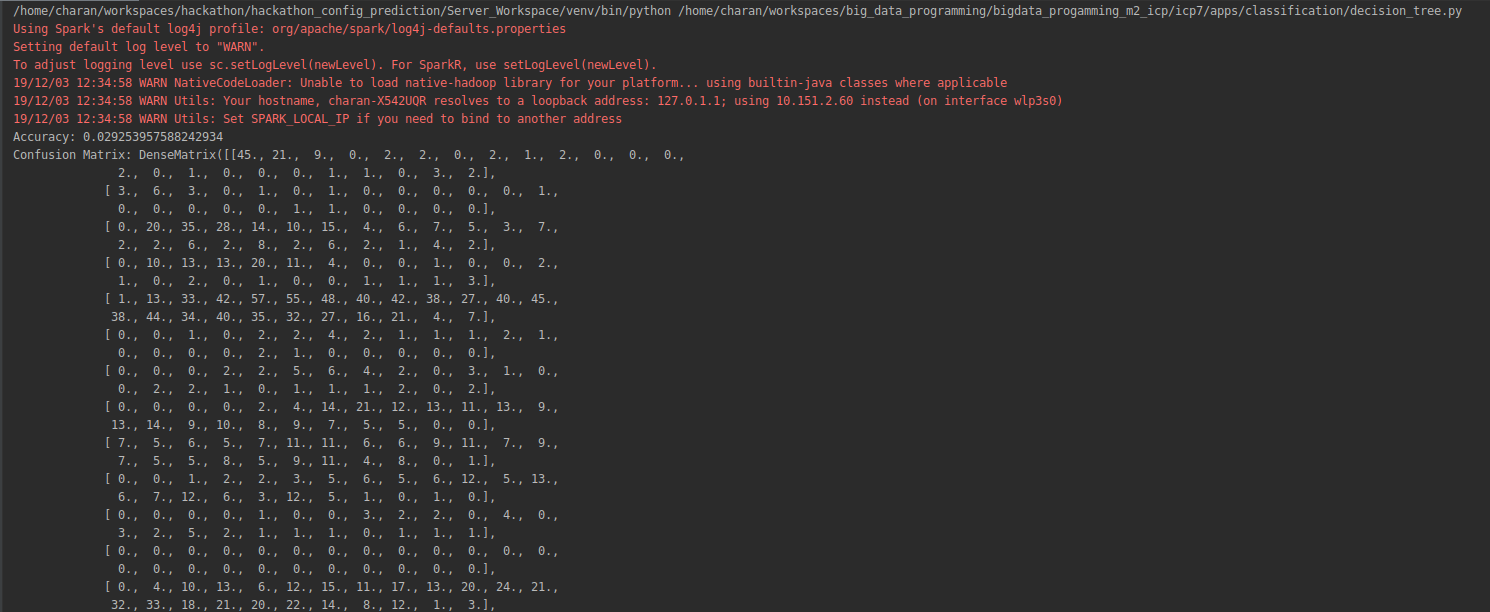 /home/charan/workspaces/hackathon/hackathon_config_prediction/Server_Workspace/venv/bin/python /home/charan/workspaces/big_data_programming/bigdata_progamming_m2_icp/icp7/apps/classification/decision_tree.py
Using Spark's default log4j profile: org/apache/spark/log4j-defaults.properties
Setting default log level to "WARN".
To adjust logging level use sc.setLogLevel(newLevel). For SparkR, use setLogLevel(newLevel).
19/12/03 12:34:58 WARN NativeCodeLoader: Unable to load native-hadoop library for your platform... using builtin-java classes where applicable
19/12/03 12:34:58 WARN Utils: Your hostname, charan-X542UQR resolves to a loopback address: 127.0.1.1; using 10.151.2.60 instead (on interface wlp3s0)
19/12/03 12:34:58 WARN Utils: Set SPARK_LOCAL_IP if you need to bind to another address
Accuracy: 0.029253957588242934
Confusion Matrix: DenseMatrix([[45., 21.,  9.,  0.,  2.,  2.,  0.,  2.,  1.,  2.,  0.,  0.,  0.,
2.,  0.,  1.,  0.,  0.,  0.,  1.,  1.,  0.,  3.,  2.],
[ 3.,  6.,  3.,  0.,  1.,  0.,  1.,  0.,  0.,  0.,  0.,  0.,  1.,
0.,  0.,  0.,  0.,  0.,  1.,  1.,  0.,  0.,  0.,  0.],
[ 0., 20., 35., 28., 14., 10., 15.,  4.,  6.,  7.,  5.,  3.,  7.,
2.,  2.,  6.,  2.,  8.,  2.,  6.,  2.,  1.,  4.,  2.],
[ 0., 10., 13., 13., 20., 11.,  4.,  0.,  0.,  1.,  0.,  0.,  2.,
1.,  0.,  2.,  0.,  1.,  0.,  0.,  1.,  1.,  1.,  3.],
[ 1., 13., 33., 42., 57., 55., 48., 40., 42., 38., 27., 40., 45.,
38., 44., 34., 40., 35., 32., 27., 16., 21.,  4.,  7.],
[ 0.,  0.,  1.,  0.,  2.,  2.,  4.,  2.,  1.,  1.,  1.,  2.,  1.,
0.,  0.,  0.,  0.,  2.,  1.,  0.,  0.,  0.,  0.,  0.],
[ 0.,  0.,  0.,  2.,  2.,  5.,  6.,  4.,  2.,  0.,  3.,  1.,  0.,
0.,  2.,  2.,  1.,  0.,  1.,  1.,  1.,  2.,  0.,  2.],
[ 0.,  0.,  0.,  0.,  2.,  4., 14., 21., 12., 13., 11., 13.,  9.,
13., 14.,  9., 10.,  8.,  9.,  7.,  5.,  5.,  0.,  0.],
[ 7.,  5.,  6.,  5.,  7., 11., 11.,  6.,  6.,  9., 11.,  7.,  9.,
7.,  5.,  5.,  8.,  5.,  9., 11.,  4.,  8.,  0.,  1.],
[ 0.,  0.,  1.,  2.,  2.,  3.,  5.,  6.,  5.,  6., 12.,  5., 13.,
6.,  7., 12.,  6.,  3., 12.,  5.,  1.,  0.,  1.,  0.],
[ 0.,  0.,  0.,  0.,  1.,  0.,  0.,  3.,  2.,  2.,  0.,  4.,  0.,
3.,  2.,  5.,  2.,  1.,  1.,  1.,  0.,  1.,  1.,  1.],
[ 0.,  0.,  0.,  0.,  0.,  0.,  0.,  0.,  0.,  0.,  0.,  0.,  0.,
0.,  0.,  0.,  0.,  0.,  0.,  0.,  0.,  0.,  0.,  0.],
[ 0.,  4., 10., 13.,  6., 12., 15., 11., 17., 13., 20., 24., 21.,
32., 33., 18., 21., 20., 22., 14.,  8., 12.,  1.,  3.],